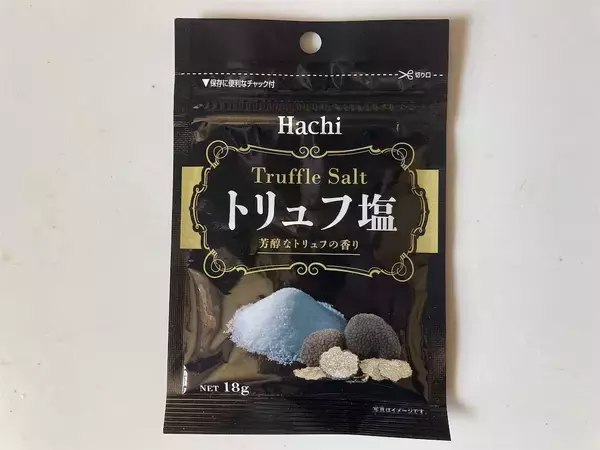 切り口
▼保存に便利なチャック付
Hachi
Truffle Salt
トリュフ塩
芳醇なトリュフの香り
NET 18g
写真はイメージです。